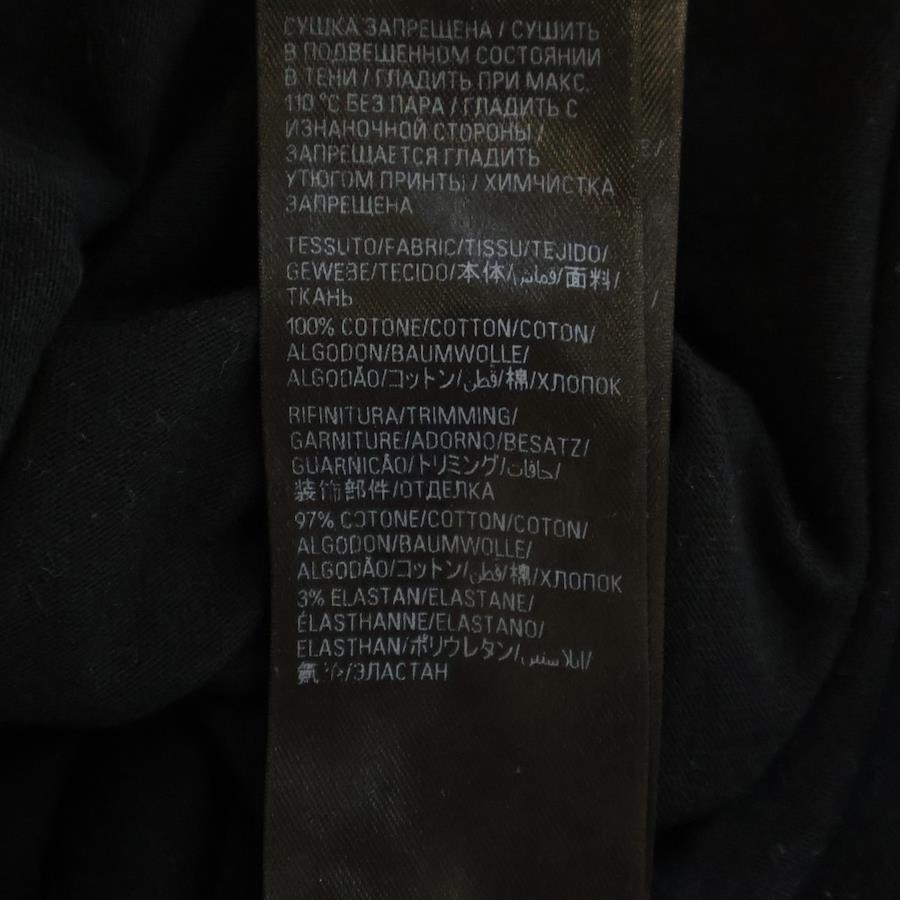 СУШКА ЗАПРЕЩЕНА / СУШИТЬ
В ПОДВЕШЕННОМ СОСТОЯНИИ
В ТЕНИ / ГЛАДИТЬ ПРИ МАКС.
110 °C БЕЗ ПАРА / ГЛАДИТЬ С
ИЗНАНОЧНОЙ СТОРОНЫ /
ЗАПРЕЩАЕТСЯ ГЛАДИТЬ
УТЮГОМ ПРИНТЫ / ХИМЧИСТКА
ЗАПРЕЩЕНА
TESSUTO/FABRIC/TISSU/TEJIDO/
GEWEBE/TECIDO/本体/قماش/面料/
ТКАНЬ
100% COTONE/COTTON/COTON/
ALGODON/BAUMWOLLE/
ALGODÃO/コットン/قطن/棉/ХЛОПОК
RIFINITURA/TRIMMING/
GARNITURE/ADORNO/BESATZ/
GUARNICÃO/トリミング/حافات/
装饰部件/ОТДЕЛКА
97% COTONE/COTTON/COTON/
ALGODON/BAUMWOLLE/
ALGODÃO/コットン/قطن/棉/ХЛОПОК
3% ELASTAN/ELASTANE/
ÉLASTHANNE/ELASTANO/
ELASTHAN/ポリウレタン/ايلاستين/
氨纶/ЭЛАСТАН